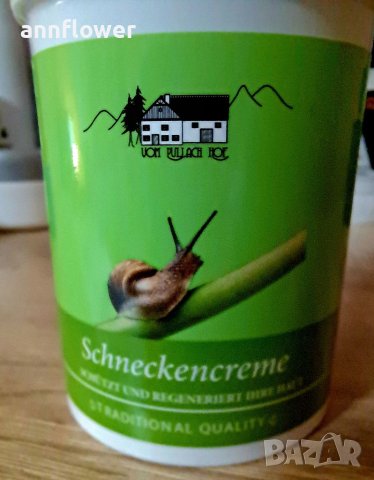 annflower
VOM PULLACH HOF
Schneckencreme
SCHÜTZT UND REGENERIERT IHRE HAUT
TRADITIONAL QUALITY
BAZAR